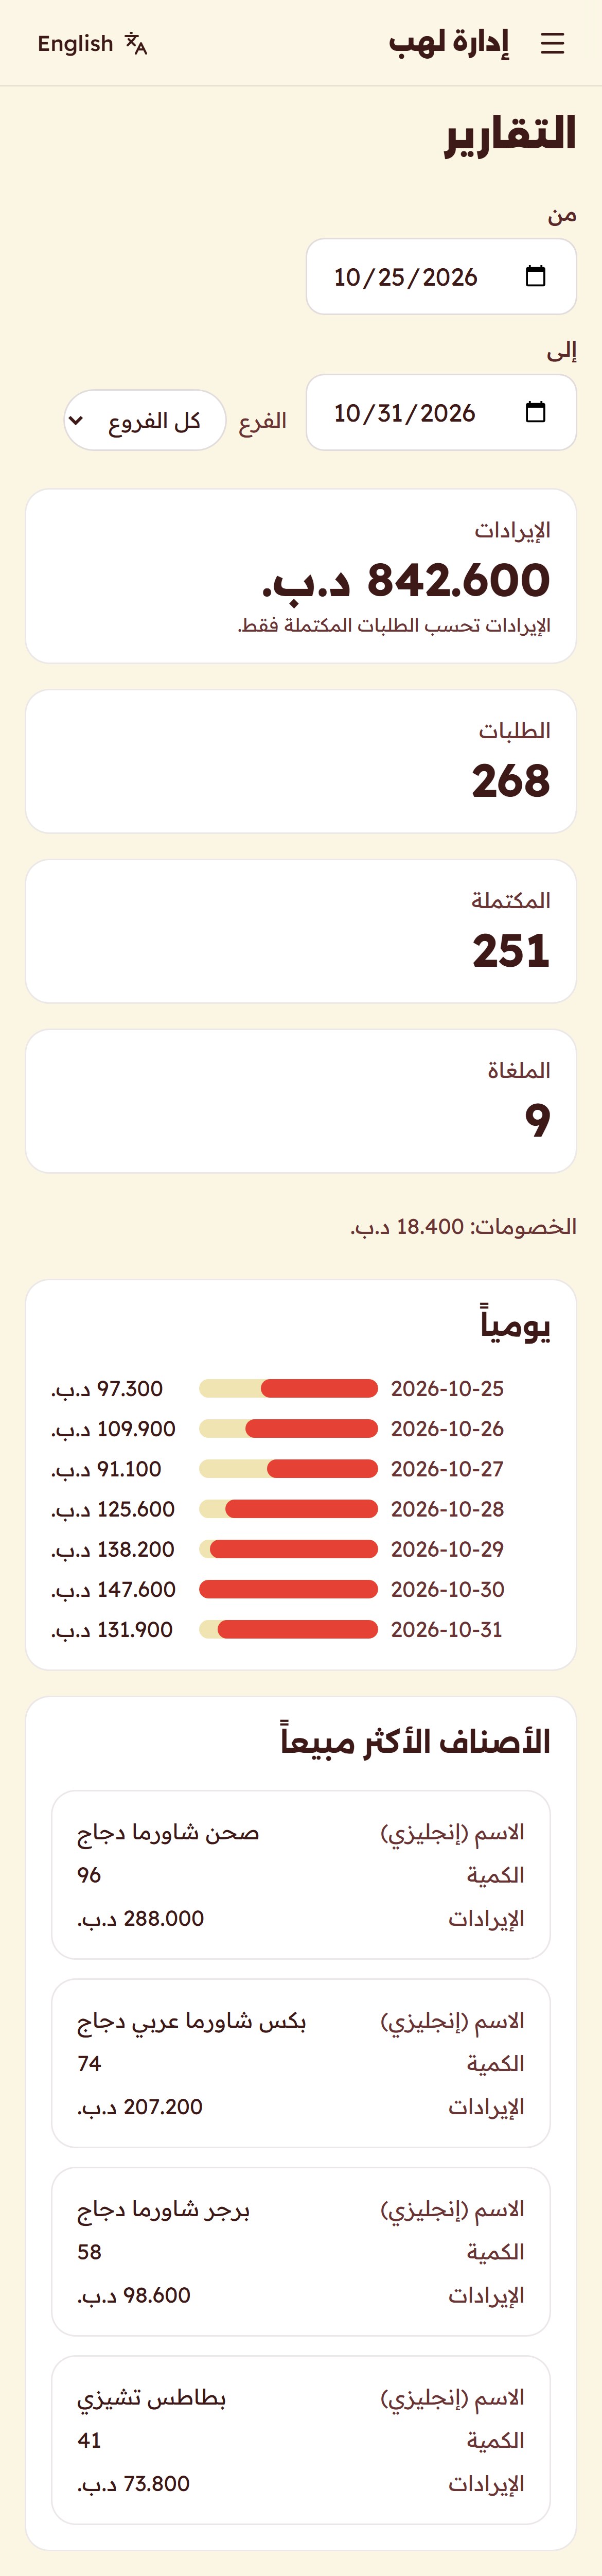 إدارة لهب
English
التقارير
من
10/25/2026
إلى
10/31/2026
الفرع
كل الفروع
الإيرادات
842.600 د.ب.
الإيرادات تحسب الطلبات المكتملة فقط.
الطلبات
268
المكتملة
251
الملغاة
9
الخصومات: 18.400 د.ب.
يومياً
2026-10-25 97.300 د.ب.
2026-10-26 109.900 د.ب.
2026-10-27 91.100 د.ب.
2026-10-28 125.600 د.ب.
2026-10-29 138.200 د.ب.
2026-10-30 147.600 د.ب.
2026-10-31 131.900 د.ب.
الأصناف الأكثر مبيعاً
الاسم (إنجليزي) صحن شاورما دجاج
الكمية 96
الإيرادات 288.000 د.ب.
الاسم (إنجليزي) بكس شاورما عربي دجاج
الكمية 74
الإيرادات 207.200 د.ب.
الاسم (إنجليزي) برجر شاورما دجاج
الكمية 58
الإيرادات 98.600 د.ب.
الاسم (إنجليزي) بطاطس تشيزي
الكمية 41
الإيرادات 73.800 د.ب.